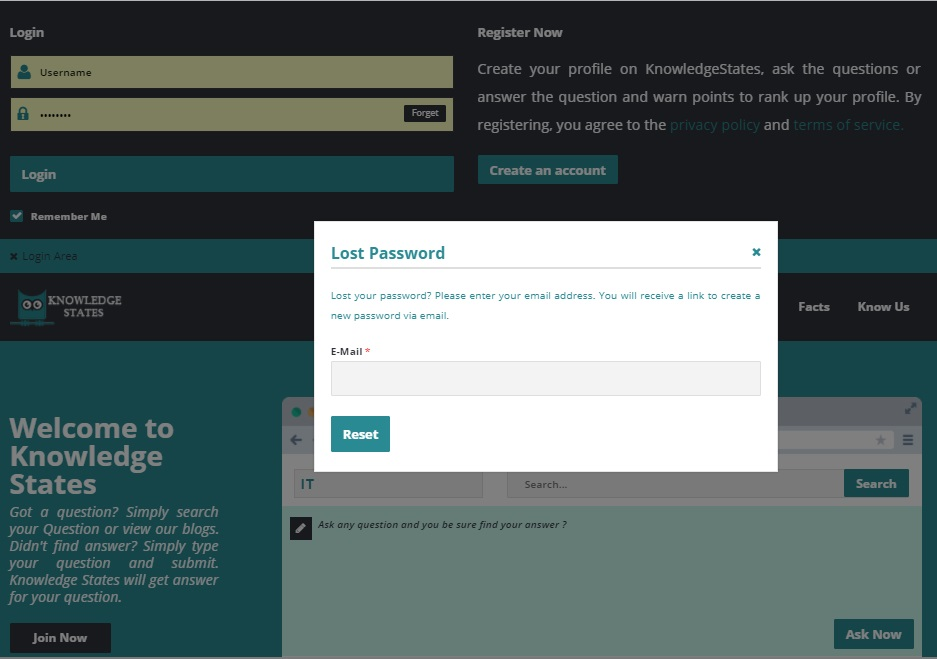 Login
Username
Forget
Login
Remember Me
Register Now
Create your profile on KnowledgeStates, ask the questions or
answer the question and warn points to rank up your profile. By
registering, you agree to the privacy policy and terms of service.
Create an account
Login Area
KNOWLEDGE
STATES
Facts
Know Us
Lost Password
Lost your password? Please enter your email address. You will receive a link to create a
new password via email.
E-Mail *
Reset
Welcome to
Knowledge
States
Got a question? Simply search
your Question or view our blogs.
Didn't find answer? Simply type
your question and submit.
Knowledge States will get answer
for your question.
Join Now
IT
Search...
Search
Ask any question and you be sure find your answer ?
Ask Now